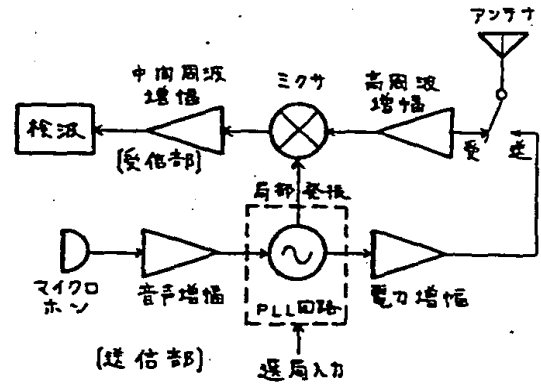 アンテナ
中間周波
増幅
ミクサ
高周波
増幅
検波
[受信部]
受
送
局部発振
マイクロ
ホン
音声増幅
PLL回路
電力増幅
[送信部]
選局入力